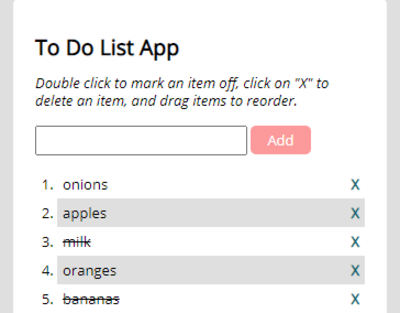 To Do List App
Double click to mark an item off, click on "X" to
delete an item, and drag items to reorder.
Add
1. onions X
2. apples X
3. milk X
4. oranges X
5. bananas X